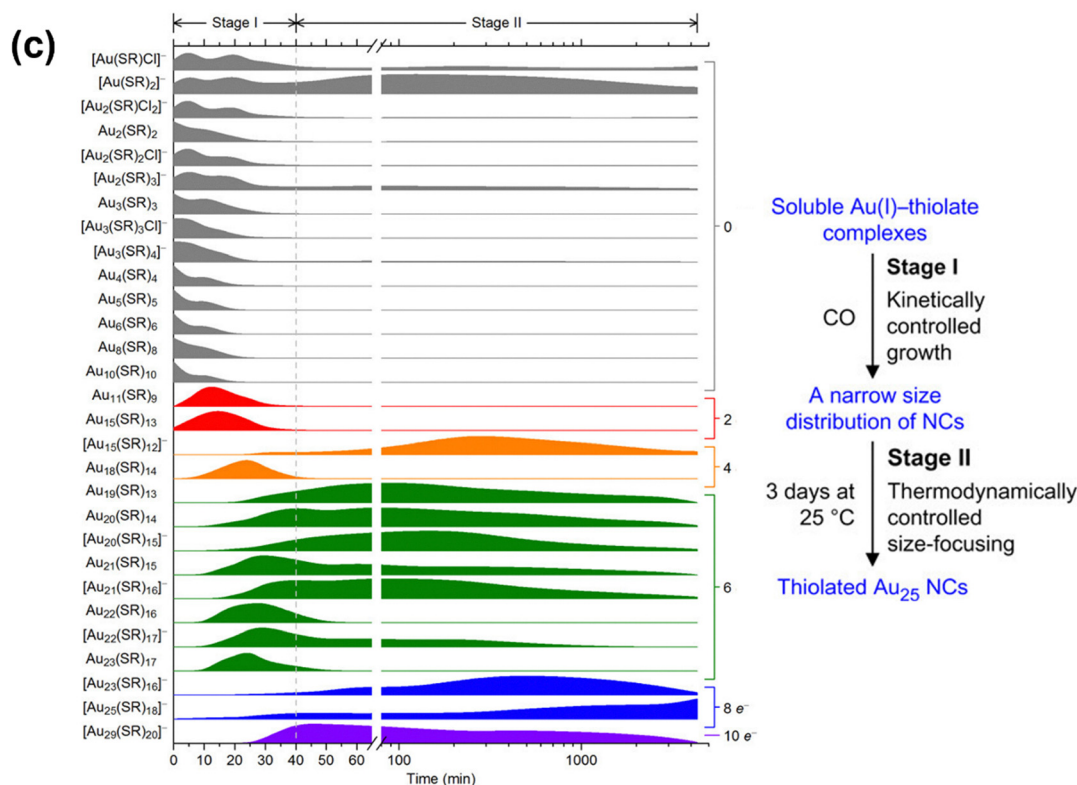 (c)
Stage I
Stage II
[Au(SR)Cl]⁻
[Au(SR)₂]⁻
[Au₂(SR)Cl₂]⁻
Au₂(SR)₂
[Au₂(SR)₂Cl]⁻
[Au₂(SR)₃]⁻
Au₃(SR)₃
[Au₃(SR)₃Cl]⁻
[Au₃(SR)₄]⁻
Au₄(SR)₄
Au₅(SR)₅
Au₆(SR)₆
Au₈(SR)₈
Au₁₀(SR)₁₀
Au₁₁(SR)₉
Au₁₅(SR)₁₃
[Au₁₅(SR)₁₂]⁻
Au₁₈(SR)₁₄
Au₁₉(SR)₁₃
Au₂₀(SR)₁₄
[Au₂₀(SR)₁₅]⁻
Au₂₁(SR)₁₅
[Au₂₁(SR)₁₆]⁻
Au₂₂(SR)₁₆
[Au₂₂(SR)₁₇]⁻
Au₂₃(SR)₁₇
[Au₂₃(SR)₁₆]⁻
[Au₂₅(SR)₁₈]⁻
[Au₂₉(SR)₂₀]⁻
0
2
4
6
8 e⁻
10 e⁻
0 10 20 30 40 50 60 100 1000
Time (min)
Soluble Au(I)–thiolate
complexes
Stage I
CO
Kinetically
controlled
growth
A narrow size
distribution of NCs
Stage II
3 days at
25 °C
Thermodynamically
controlled
size-focusing
Thiolated Au₂₅ NCs